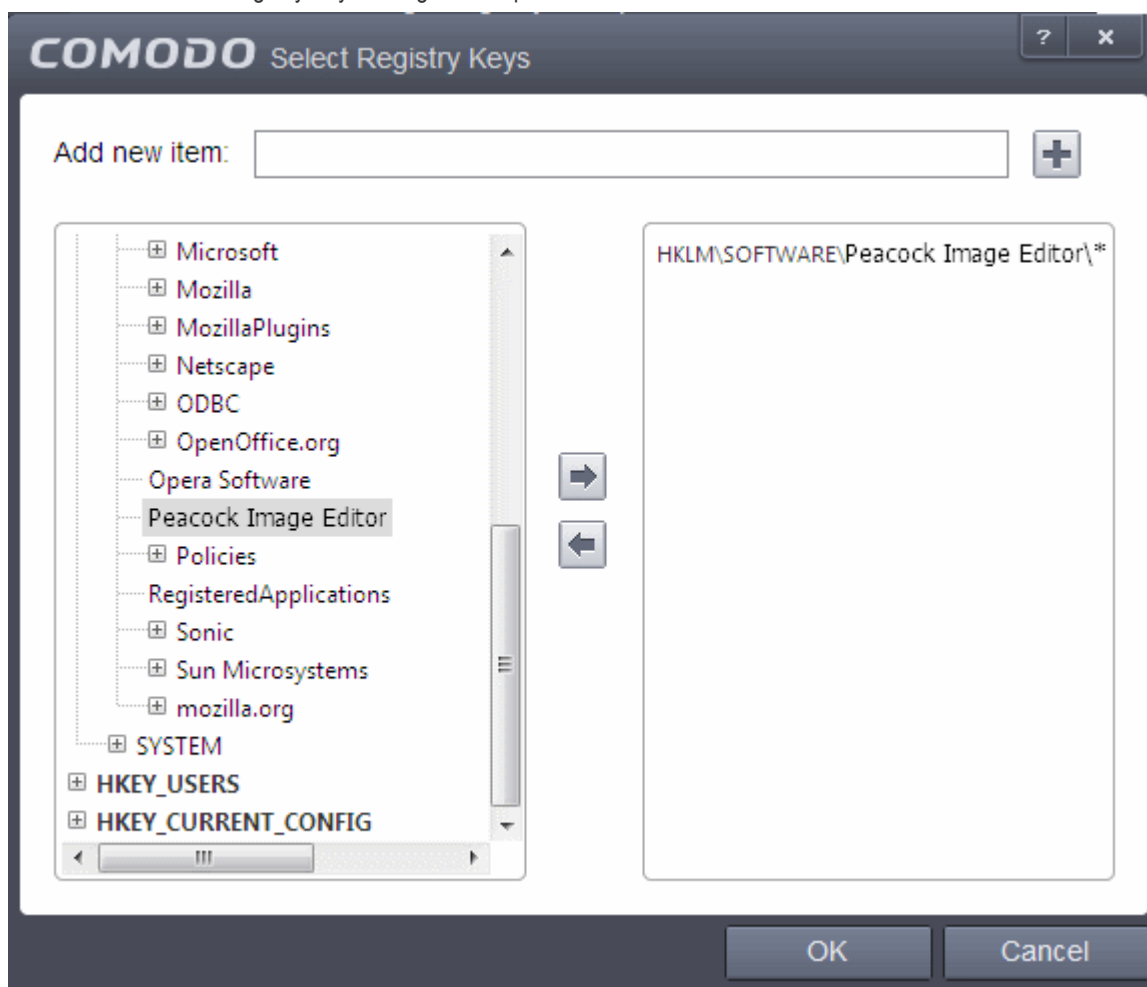 COMODO Select Registry Keys
? x
Add new item:
Microsoft
Mozilla
MozillaPlugins
Netscape
ODBC
OpenOffice.org
Opera Software
Peacock Image Editor
Policies
RegisteredApplications
Sonic
Sun Microsystems
mozilla.org
SYSTEM
HKEY_USERS
HKEY_CURRENT_CONFIG
HKLM\SOFTWARE\Peacock Image Editor\*
OK
Cancel